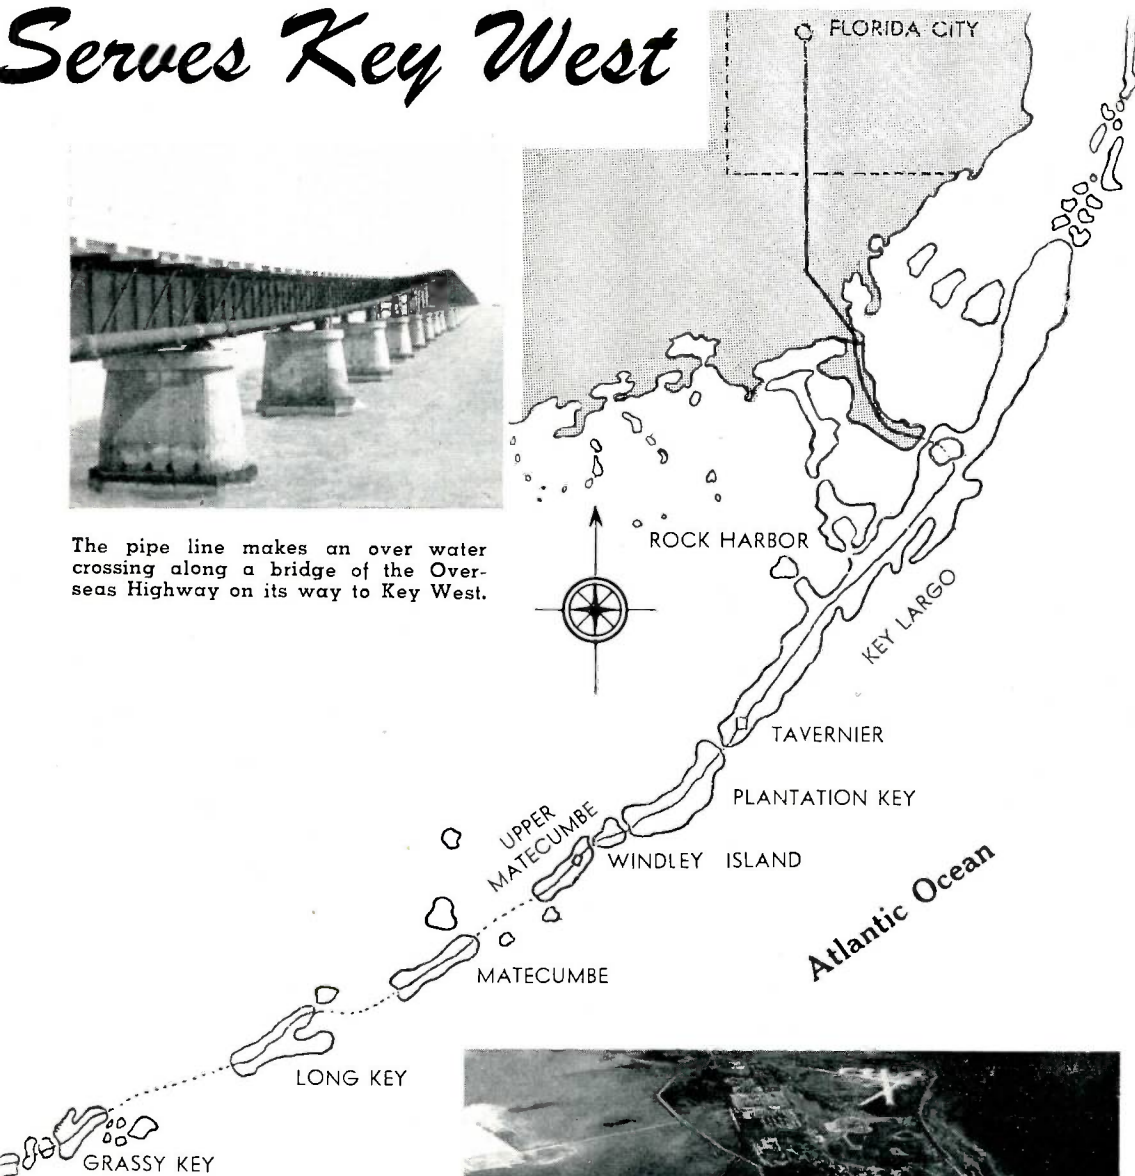 Serves Key West
FLORIDA CITY
The pipe line makes an over water
crossing along a bridge of the Over-
seas Highway on its way to Key West.
ROCK HARBOR
KEY LARGO
TAVERNIER
PLANTATION KEY
UPPER
MATECUMBE
WINDLEY ISLAND
Atlantic Ocean
MATECUMBE
LONG KEY
GRASSY KEY